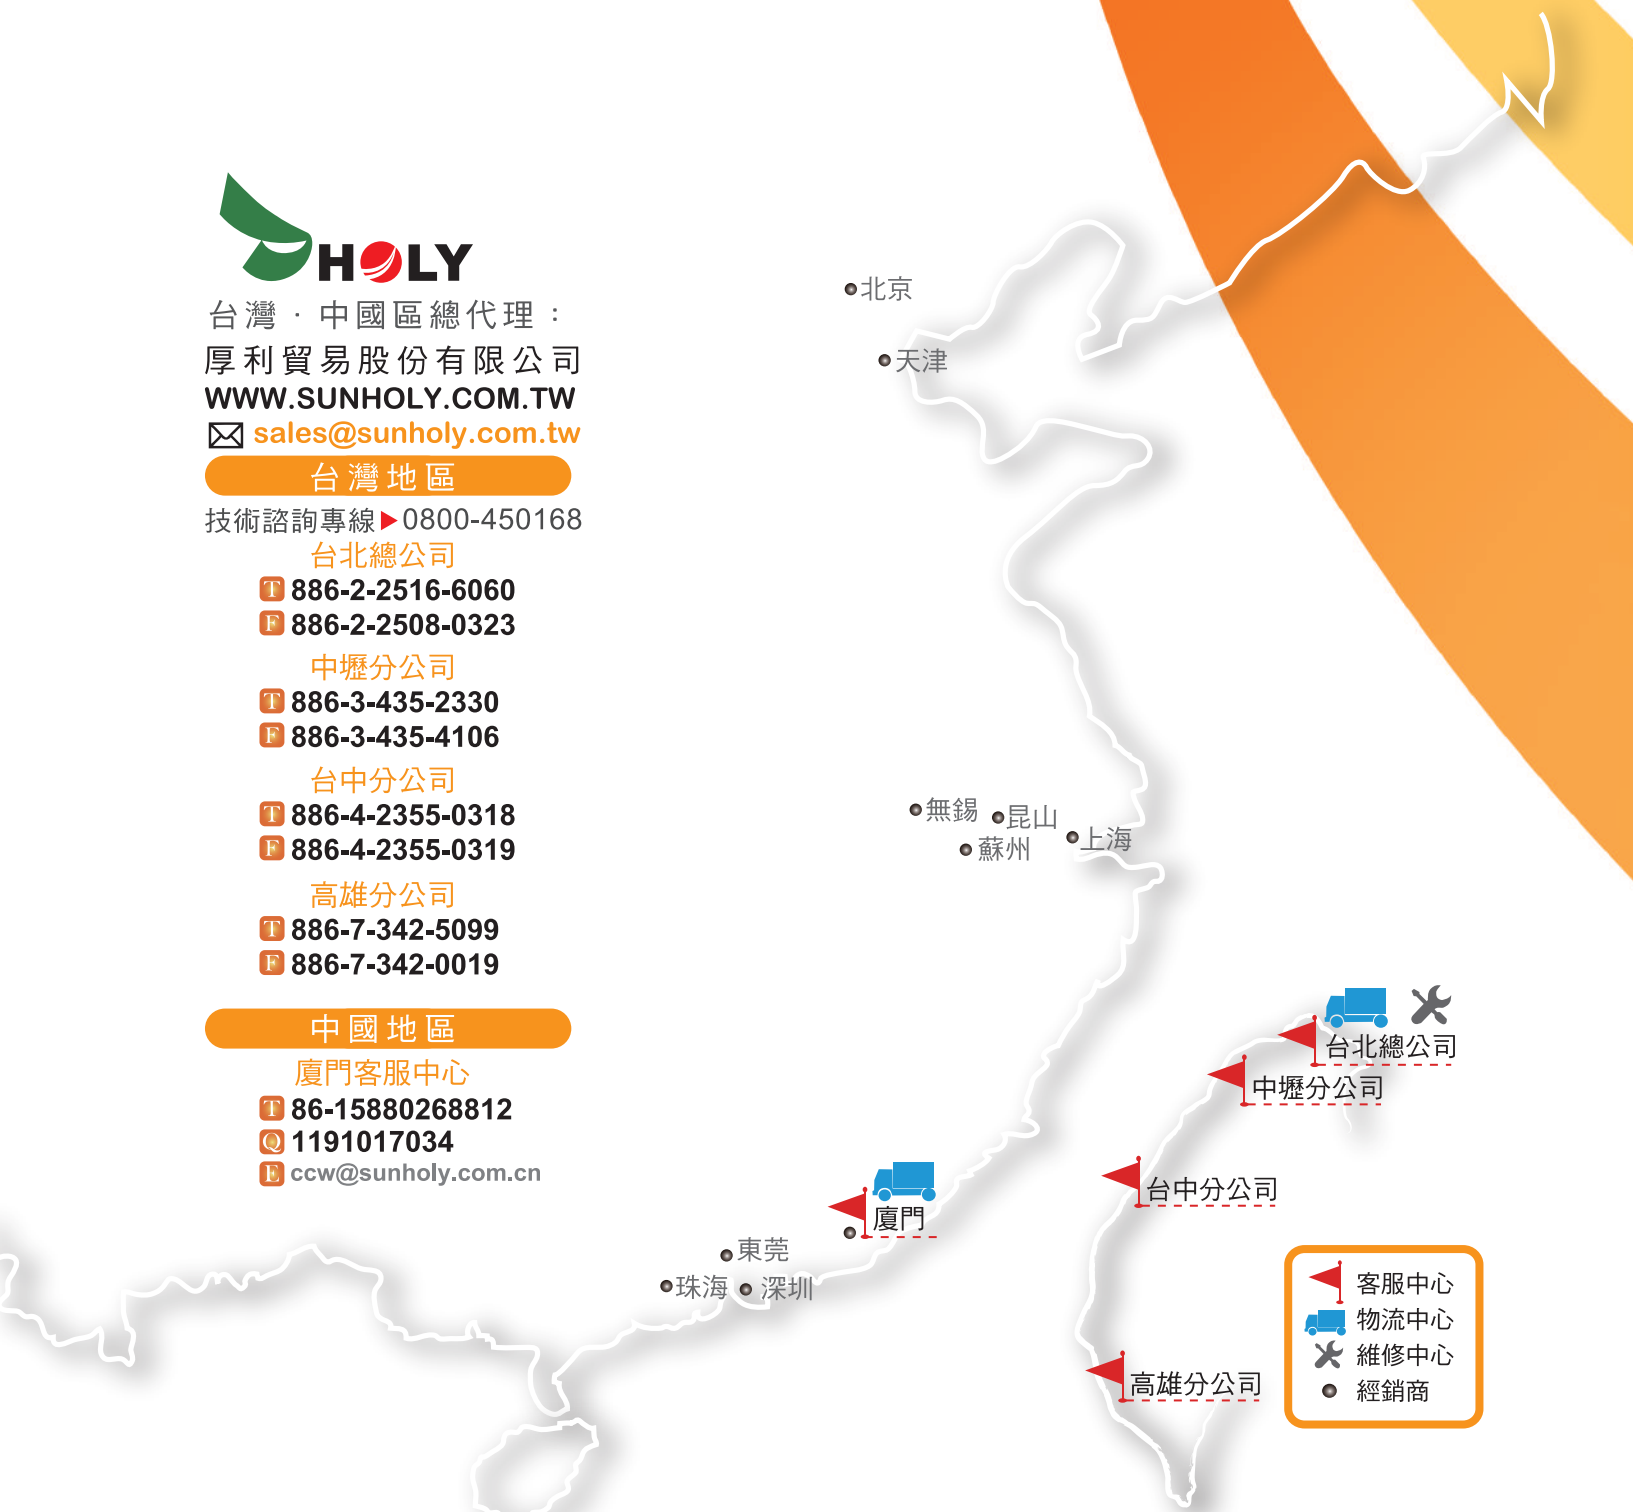 HOLY
台灣．中國區總代理：
厚利貿易股份有限公司
WWW.SUNHOLY.COM.TW
sales@sunholy.com.tw
台灣地區
技術諮詢專線▶0800-450168
台北總公司
T 886-2-2516-6060
F 886-2-2508-0323
中壢分公司
T 886-3-435-2330
F 886-3-435-4106
台中分公司
T 886-4-2355-0318
F 886-4-2355-0319
高雄分公司
T 886-7-342-5099
F 886-7-342-0019
中國地區
廈門客服中心
T 86-15880268812
Q 1191017034
E ccw@sunholy.com.cn
北京
天津
無錫
昆山
蘇州
上海
廈門
東莞
珠海
深圳
台北總公司
中壢分公司
台中分公司
高雄分公司
客服中心
物流中心
維修中心
經銷商